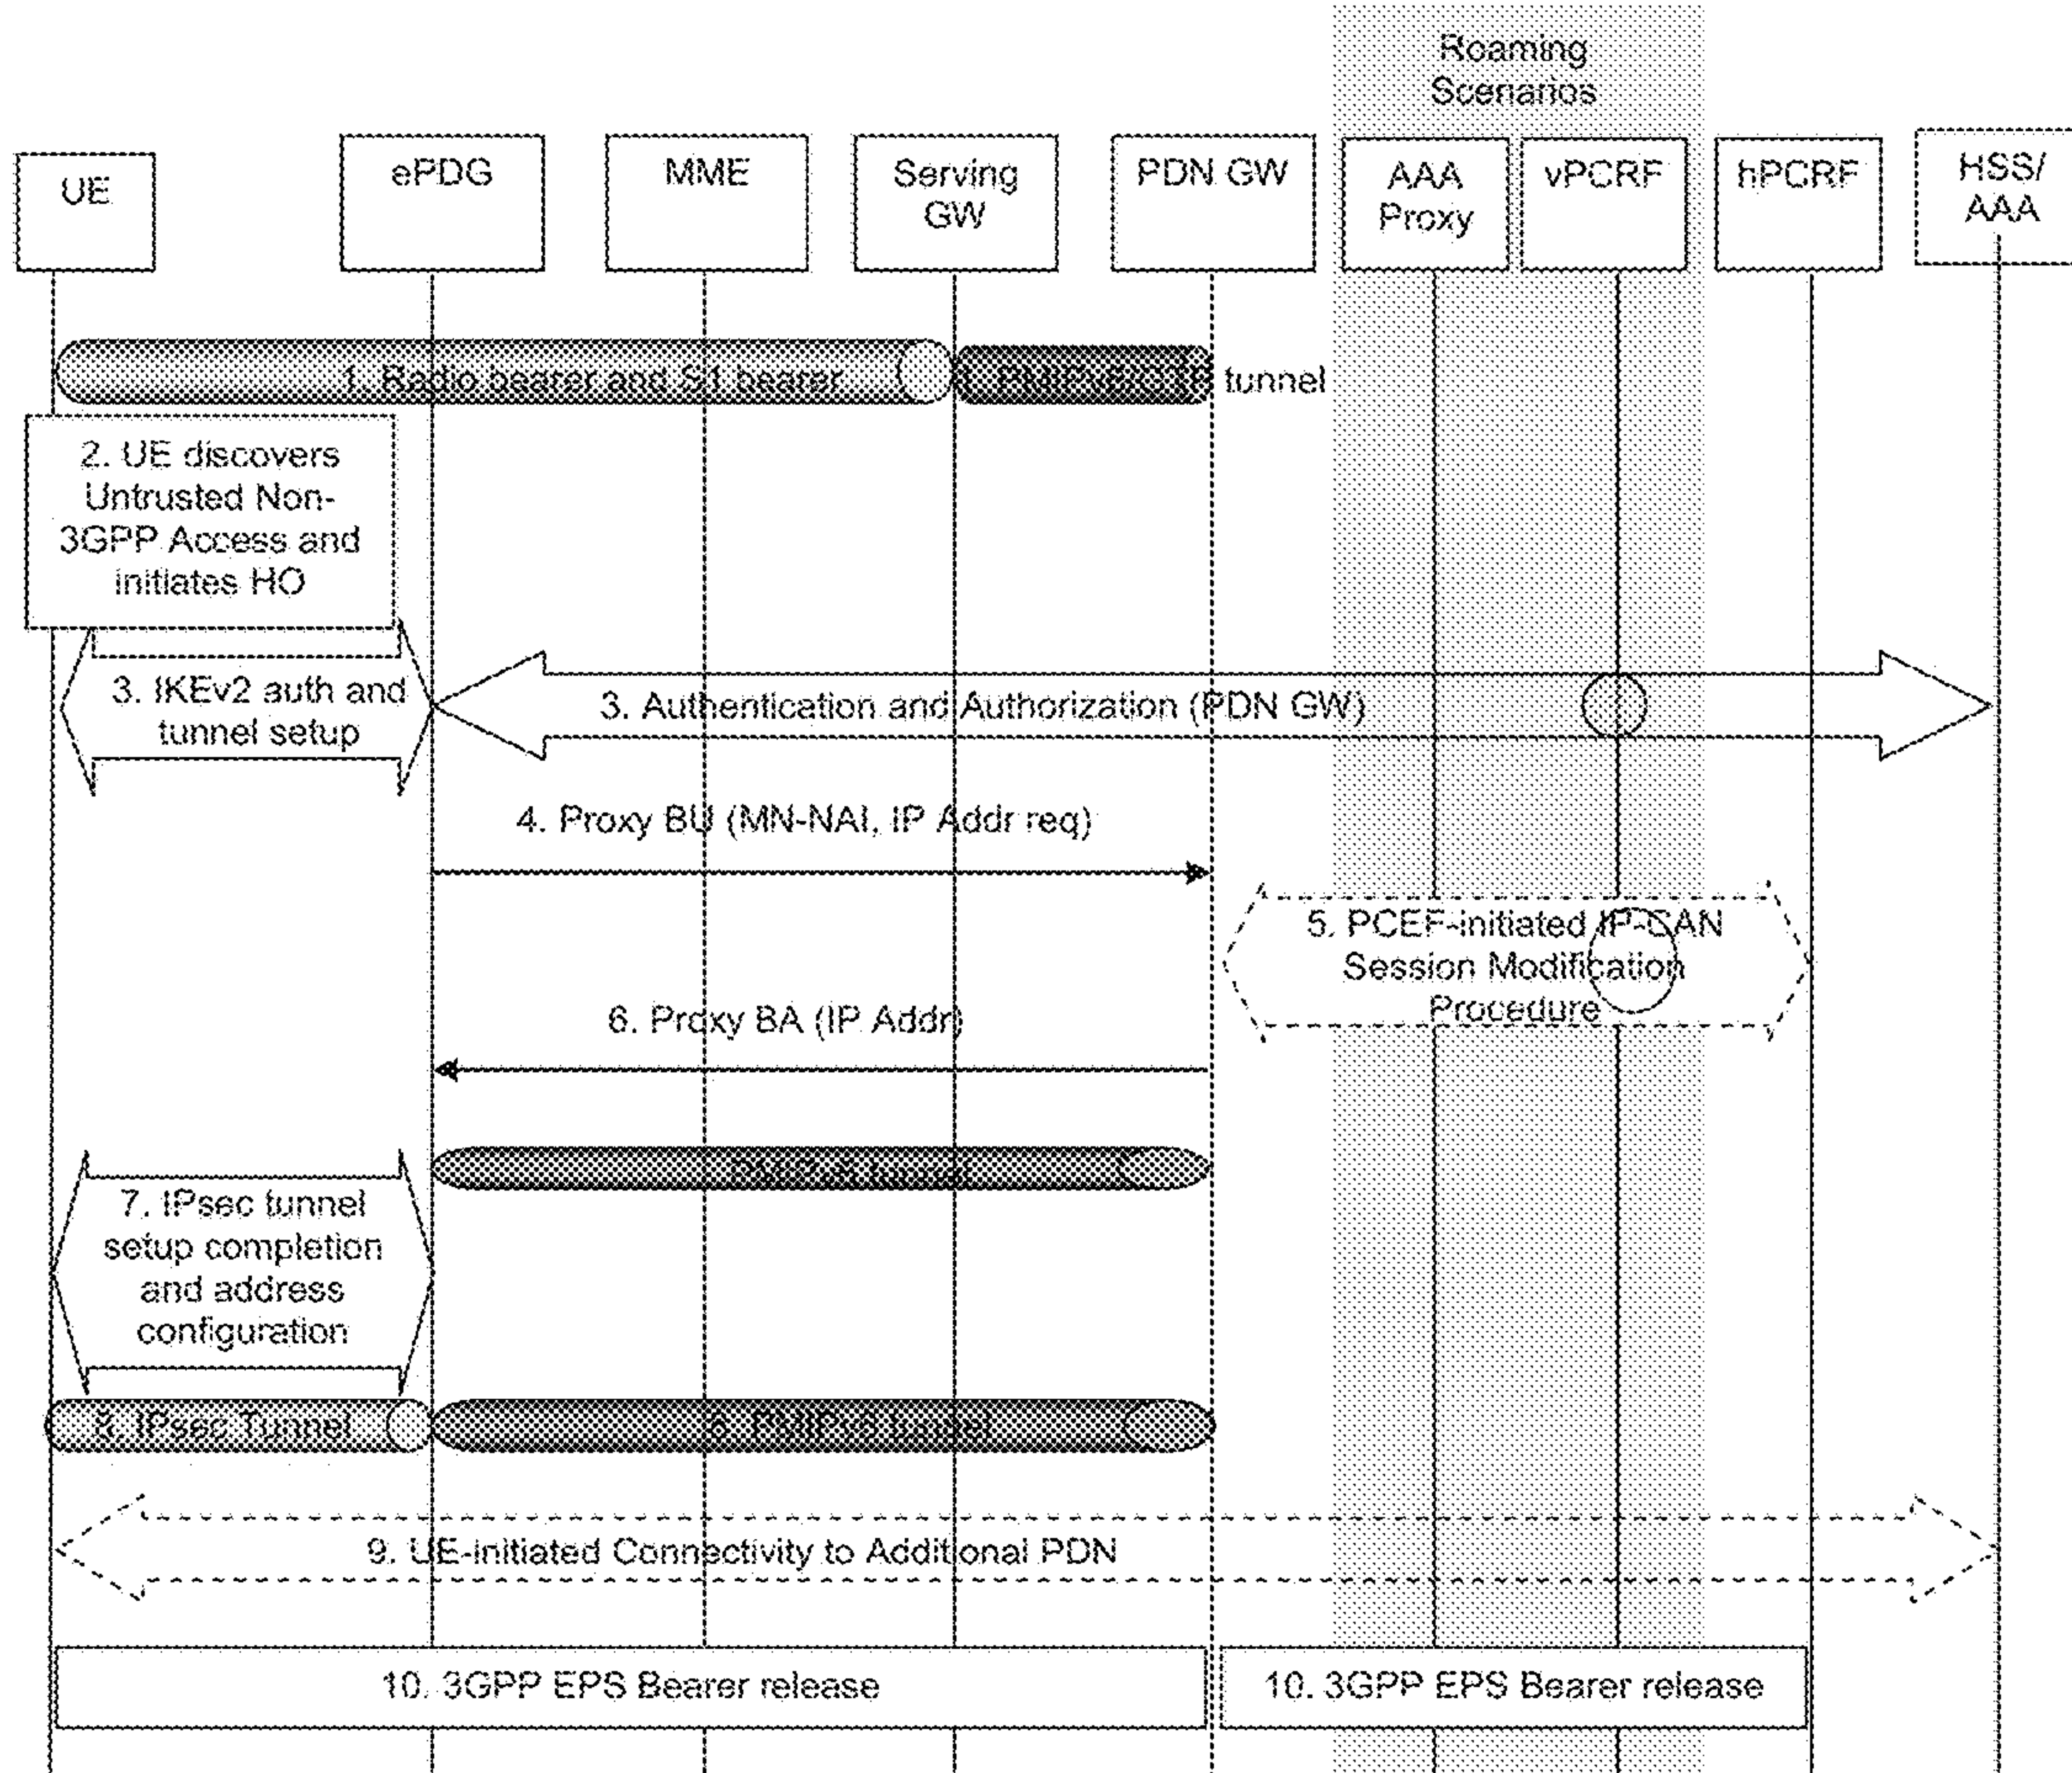 Roaming
Scenarios
UE
ePDG
MME
Serving
GW
PDN GW
AAA
Proxy
vPCRF
hPCRF
HSS/
AAA
1. Radio bearer and S1 bearer
tunnel
2. UE discovers
Untrusted Non-
3GPP Access and
initiates HO
3. IKEv2 auth and
tunnel setup
3. Authentication and Authorization (PDN GW)
4. Proxy BU (MN-NAI, IP Addr req)
5. PCEF-initiated IP-CAN
Session Modification
Procedure
6. Proxy BA (IP Addr)
PMIPv6 tunnel
7. IPsec tunnel
setup completion
and address
configuration
8. IPsec Tunnel
PMIPv6 tunnel
9. UE-initiated Connectivity to Additional PDN
10. 3GPP EPS Bearer release
10. 3GPP EPS Bearer release